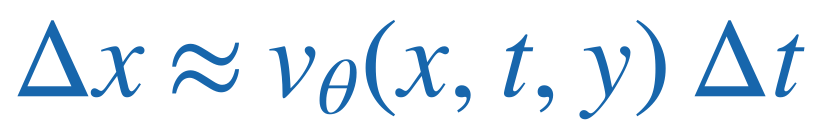 Δx ≈ v_θ(x, t, y) Δt